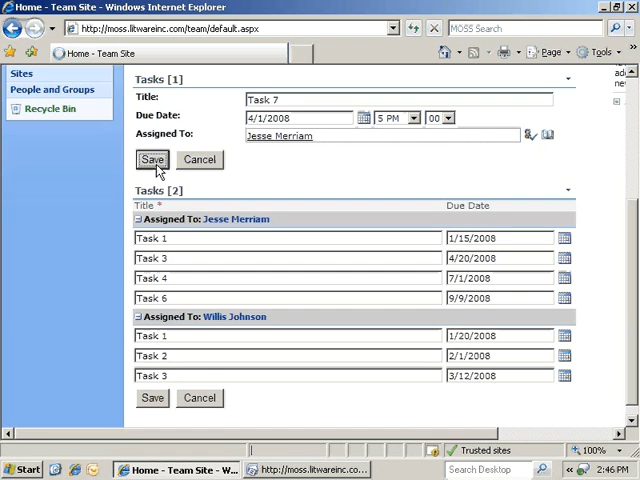 Home - Team Site - Windows Internet Explorer
http://moss.litwareinc.com/team/default.aspx
MOSS Search
Home - Team Site
Page
Tools
Sites
People and Groups
Recycle Bin
Tasks [1]
Title:
Task 7
Due Date:
4/1/2008
5 PM
00
Assigned To:
Jesse Merriam
Save
Cancel
Tasks [2]
Title *
Due Date
Assigned To: Jesse Merriam
Task 1
1/15/2008
Task 3
4/20/2008
Task 4
7/1/2008
Task 6
9/9/2008
Assigned To: Willis Johnson
Task 1
1/20/2008
Task 2
2/1/2008
Task 3
3/12/2008
Save
Cancel
Trusted sites
100%
Start
Home - Team Site - W...
http://moss.litwareinc.co...
Search Desktop
2:46 PM